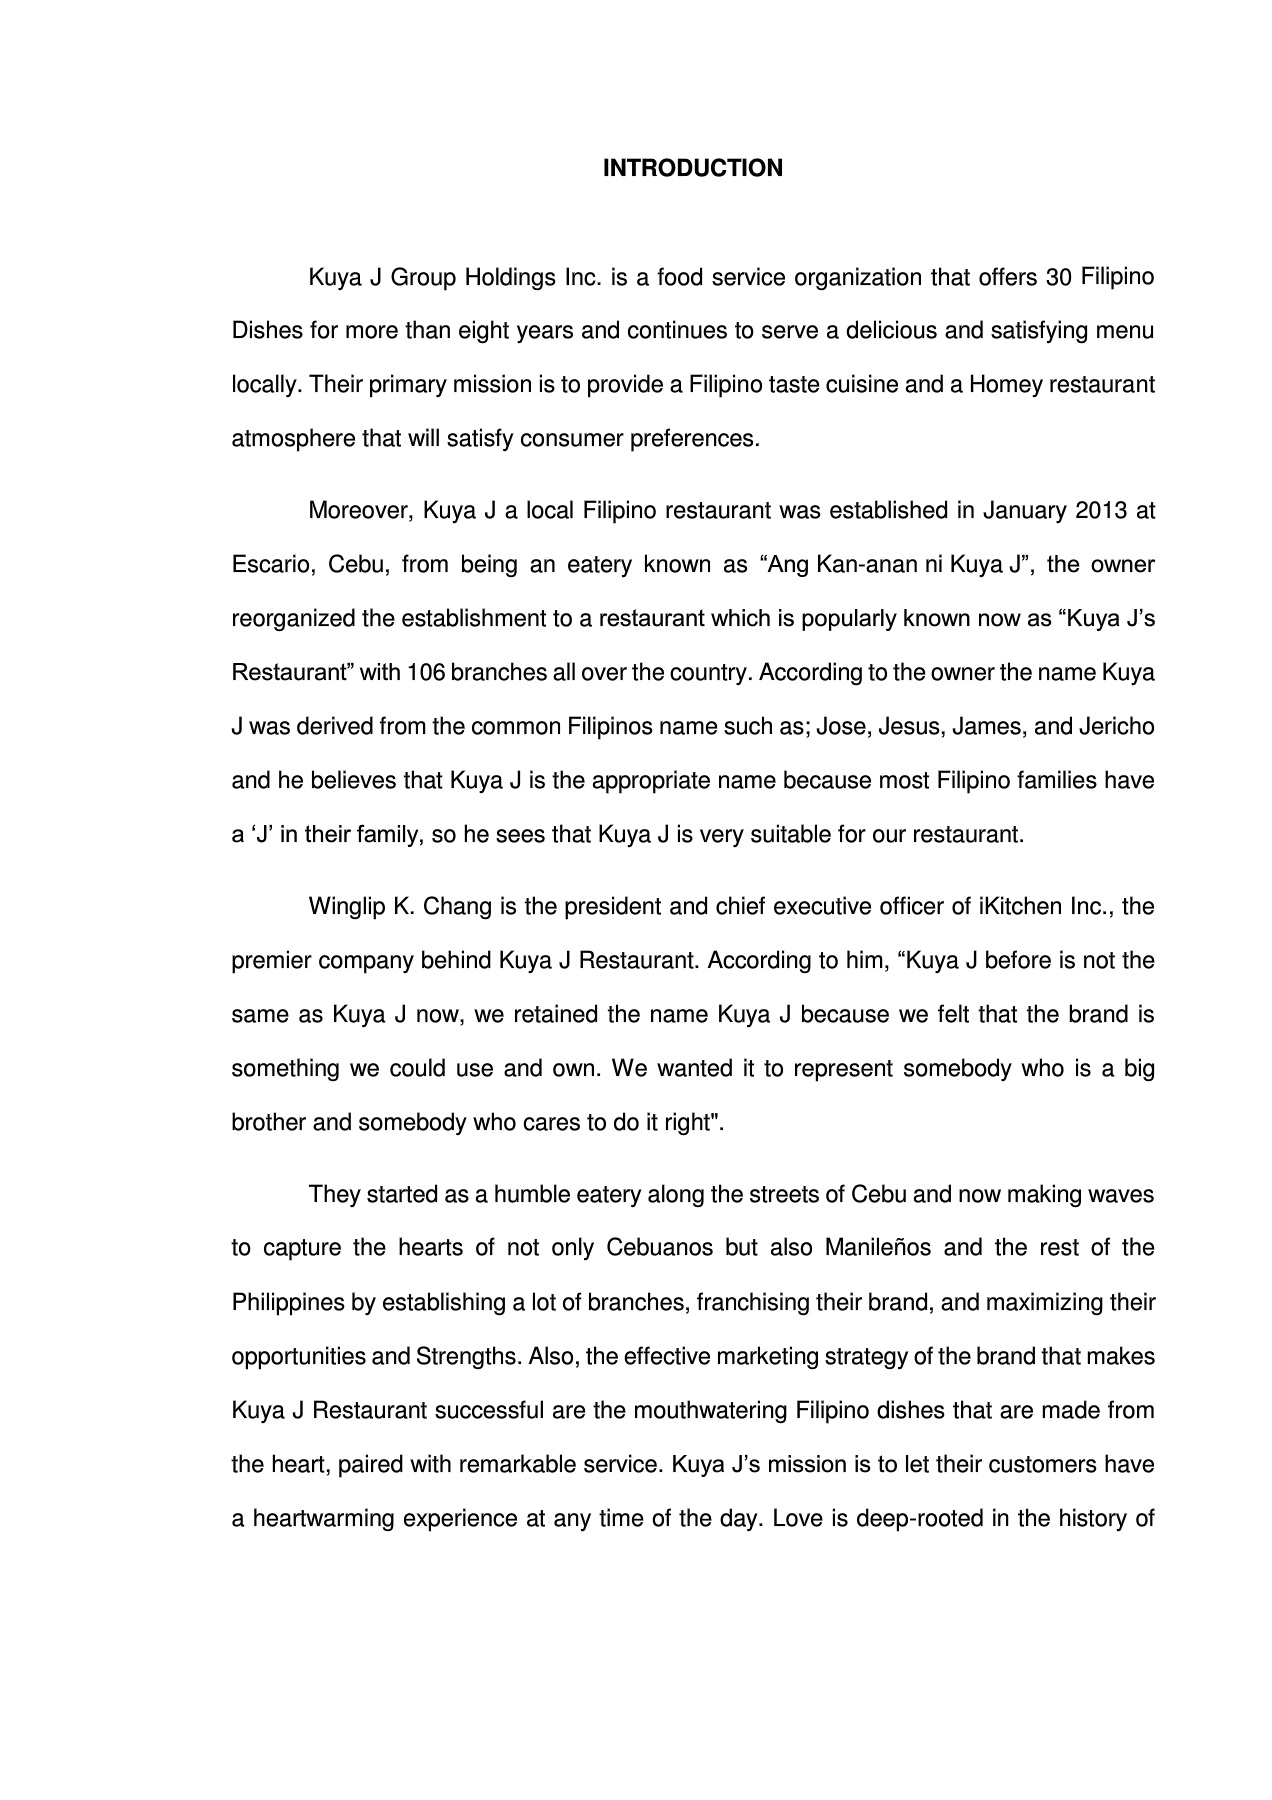 INTRODUCTION
Kuya J Group Holdings Inc. is a food service organization that offers 30 Filipino
Dishes for more than eight years and continues to serve a delicious and satisfying menu
locally. Their primary mission is to provide a Filipino taste cuisine and a Homey restaurant
atmosphere that will satisfy consumer preferences.
Moreover, Kuya J a local Filipino restaurant was established in January 2013 at
Escario, Cebu, from being an eatery known as “Ang Kan-anan ni Kuya J”, the owner
reorganized the establishment to a restaurant which is popularly known now as “Kuya J’s
Restaurant” with 106 branches all over the country. According to the owner the name Kuya
J was derived from the common Filipinos name such as; Jose, Jesus, James, and Jericho
and he believes that Kuya J is the appropriate name because most Filipino families have
a ‘J’ in their family, so he sees that Kuya J is very suitable for our restaurant.
Winglip K. Chang is the president and chief executive officer of iKitchen Inc., the
premier company behind Kuya J Restaurant. According to him, “Kuya J before is not the
same as Kuya J now, we retained the name Kuya J because we felt that the brand is
something we could use and own. We wanted it to represent somebody who is a big
brother and somebody who cares to do it right".
They started as a humble eatery along the streets of Cebu and now making waves
to capture the hearts of not only Cebuanos but also Manileños and the rest of the
Philippines by establishing a lot of branches, franchising their brand, and maximizing their
opportunities and Strengths. Also, the effective marketing strategy of the brand that makes
Kuya J Restaurant successful are the mouthwatering Filipino dishes that are made from
the heart, paired with remarkable service. Kuya J’s mission is to let their customers have
a heartwarming experience at any time of the day. Love is deep-rooted in the history of